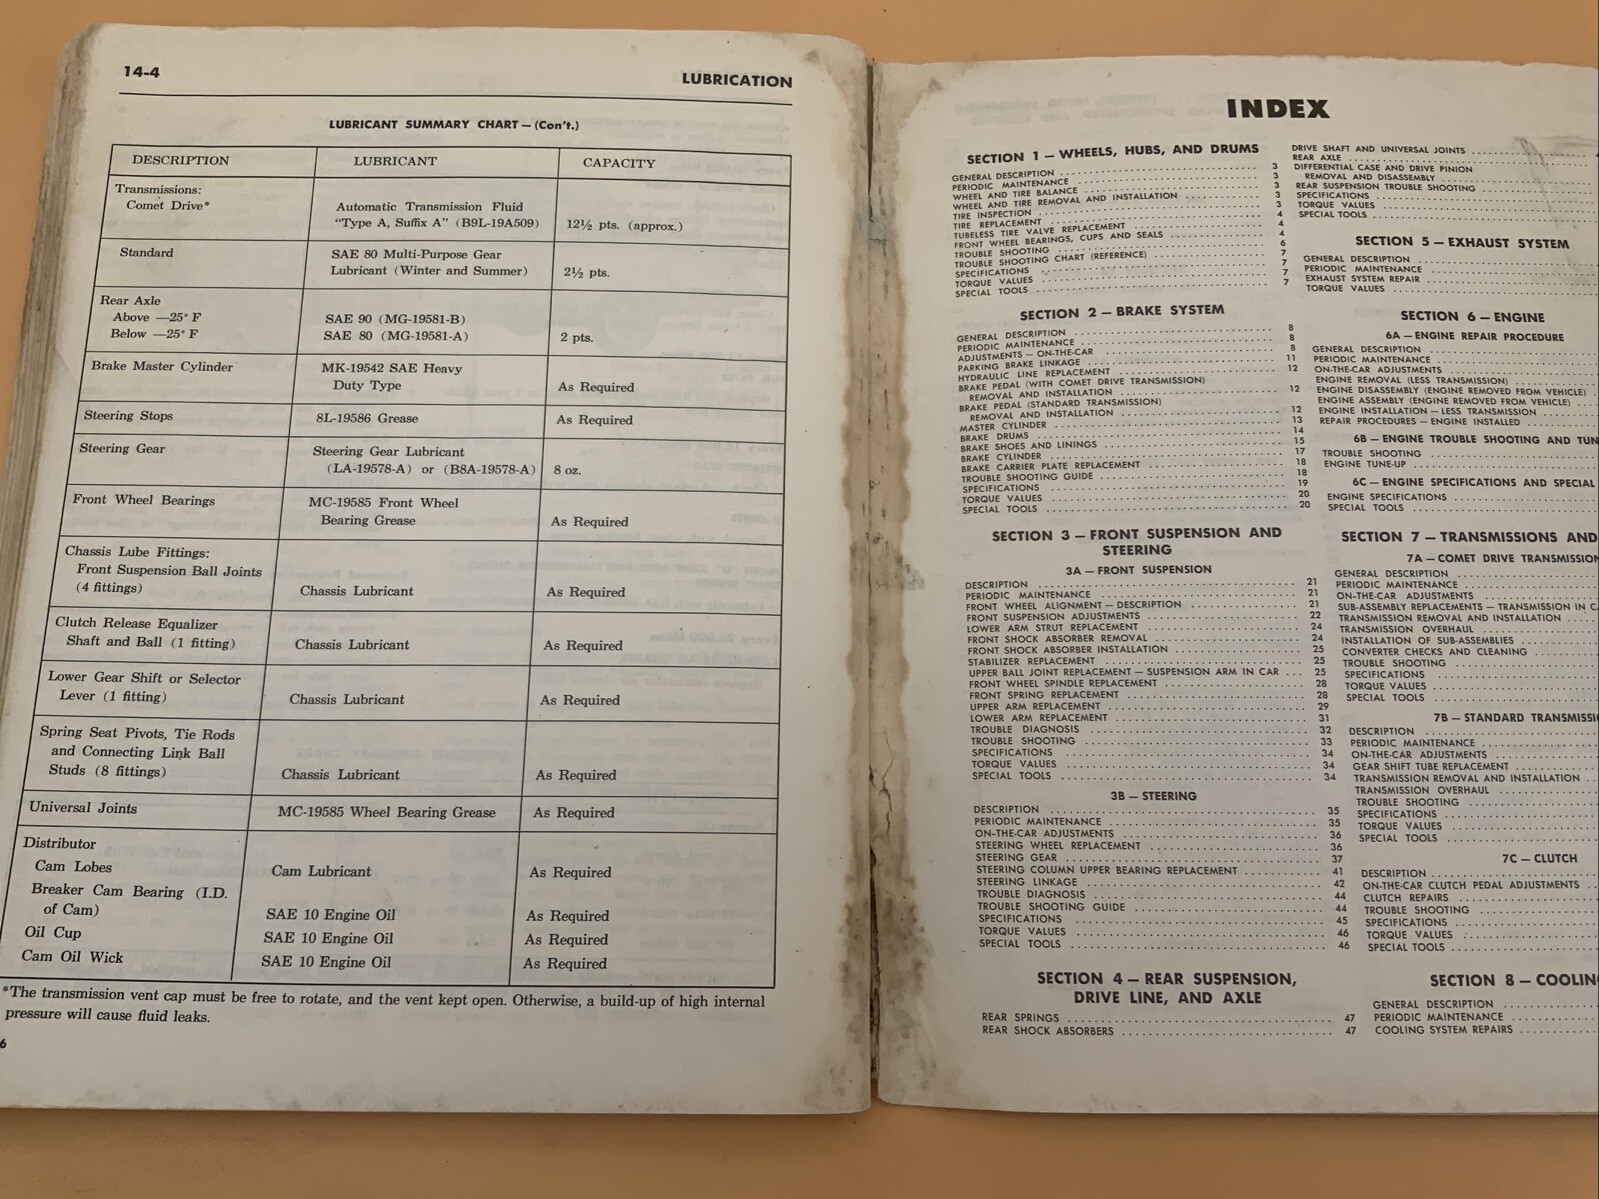 14-4
LUBRICATION
LUBRICANT SUMMARY CHART — (Con't.)
DESCRIPTION LUBRICANT CAPACITY
Transmissions:
Comet Drive* Automatic Transmission Fluid
"Type A, Suffix A" (B9L-19A509) 12½ pts. (approx.)
Standard SAE 80 Multi-Purpose Gear
Lubricant (Winter and Summer) 2½ pts.
Rear Axle
Above —25° F SAE 90 (MG-19581-B)
Below —25° F SAE 80 (MG-19581-A) 2 pts.
Brake Master Cylinder MK-19542 SAE Heavy
Duty Type As Required
Steering Stops 8L-19586 Grease As Required
Steering Gear Steering Gear Lubricant
(LA-19578-A) or (B8A-19578-A) 8 oz.
Front Wheel Bearings MC-19585 Front Wheel
Bearing Grease As Required
Chassis Lube Fittings:
Front Suspension Ball Joints
(4 fittings) Chassis Lubricant As Required
Clutch Release Equalizer
Shaft and Ball (1 fitting) Chassis Lubricant As Required
Lower Gear Shift or Selector
Lever (1 fitting) Chassis Lubricant As Required
Spring Seat Pivots, Tie Rods
and Connecting Link Ball
Studs (8 fittings) Chassis Lubricant As Required
Universal Joints MC-19585 Wheel Bearing Grease As Required
Distributor
Cam Lobes Cam Lubricant As Required
Breaker Cam Bearing (I.D.
of Cam) SAE 10 Engine Oil As Required
Oil Cup SAE 10 Engine Oil As Required
Cam Oil Wick SAE 10 Engine Oil As Required
*The transmission vent cap must be free to rotate, and the vent kept open. Otherwise, a build-up of high internal
pressure will cause fluid leaks.
6
INDEX
SECTION 1 — WHEELS, HUBS, AND DRUMS
GENERAL DESCRIPTION 3
PERIODIC MAINTENANCE 3
WHEEL AND TIRE BALANCE 3
WHEEL AND TIRE REMOVAL AND INSTALLATION 3
TIRE INSPECTION 3
TIRE REPLACEMENT 4
TUBELESS TIRE VALVE REPLACEMENT 4
FRONT WHEEL BEARINGS, CUPS AND SEALS 4
TROUBLE SHOOTING 6
TROUBLE SHOOTING CHART (REFERENCE) 7
SPECIFICATIONS 7
TORQUE VALUES 7
SPECIAL TOOLS 7
SECTION 2 — BRAKE SYSTEM
GENERAL DESCRIPTION 8
PERIODIC MAINTENANCE 8
ADJUSTMENTS — ON-THE-CAR 8
PARKING BRAKE LINKAGE 11
HYDRAULIC LINE REPLACEMENT 12
BRAKE PEDAL (WITH COMET DRIVE TRANSMISSION)
REMOVAL AND INSTALLATION 12
BRAKE PEDAL (STANDARD TRANSMISSION)
REMOVAL AND INSTALLATION 12
MASTER CYLINDER 13
BRAKE DRUMS 14
BRAKE SHOES AND LININGS 15
BRAKE CYLINDER 17
BRAKE CARRIER PLATE REPLACEMENT 18
TROUBLE SHOOTING GUIDE 18
SPECIFICATIONS 19
TORQUE VALUES 20
SPECIAL TOOLS 20
SECTION 3 — FRONT SUSPENSION AND
STEERING
3A — FRONT SUSPENSION
DESCRIPTION 21
PERIODIC MAINTENANCE 21
FRONT WHEEL ALIGNMENT — DESCRIPTION 21
FRONT SUSPENSION ADJUSTMENTS 22
LOWER ARM STRUT REPLACEMENT 24
FRONT SHOCK ABSORBER REMOVAL 24
FRONT SHOCK ABSORBER INSTALLATION 25
STABILIZER REPLACEMENT 25
UPPER BALL JOINT REPLACEMENT — SUSPENSION ARM IN CAR 25
FRONT WHEEL SPINDLE REPLACEMENT 28
FRONT SPRING REPLACEMENT 28
UPPER ARM REPLACEMENT 29
LOWER ARM REPLACEMENT 31
TROUBLE DIAGNOSIS 32
TROUBLE SHOOTING 33
SPECIFICATIONS 34
TORQUE VALUES 34
SPECIAL TOOLS 34
3B — STEERING
DESCRIPTION 35
PERIODIC MAINTENANCE 35
ON-THE-CAR ADJUSTMENTS 36
STEERING WHEEL REPLACEMENT 36
STEERING GEAR 37
STEERING COLUMN UPPER BEARING REPLACEMENT 41
STEERING LINKAGE 42
TROUBLE DIAGNOSIS 44
TROUBLE SHOOTING GUIDE 44
SPECIFICATIONS 45
TORQUE VALUES 46
SPECIAL TOOLS 46
SECTION 4 — REAR SUSPENSION,
DRIVE LINE, AND AXLE
REAR SPRINGS 47
REAR SHOCK ABSORBERS 47
DRIVE SHAFT AND UNIVERSAL JOINTS
REAR AXLE
DIFFERENTIAL CASE AND DRIVE PINION
REMOVAL AND DISASSEMBLY
REAR SUSPENSION TROUBLE SHOOTING
SPECIFICATIONS
TORQUE VALUES
SPECIAL TOOLS
SECTION 5 — EXHAUST SYSTEM
GENERAL DESCRIPTION
PERIODIC MAINTENANCE
EXHAUST SYSTEM REPAIR
TORQUE VALUES
SECTION 6 — ENGINE
6A — ENGINE REPAIR PROCEDURE
GENERAL DESCRIPTION
PERIODIC MAINTENANCE
ON-THE-CAR ADJUSTMENTS
ENGINE REMOVAL (LESS TRANSMISSION)
ENGINE DISASSEMBLY (ENGINE REMOVED FROM VEHICLE)
ENGINE ASSEMBLY (ENGINE REMOVED FROM VEHICLE)
ENGINE INSTALLATION — LESS TRANSMISSION
REPAIR PROCEDURES — ENGINE INSTALLED
6B — ENGINE TROUBLE SHOOTING AND TUN
TROUBLE SHOOTING
ENGINE TUNE-UP
6C — ENGINE SPECIFICATIONS AND SPECIAL
ENGINE SPECIFICATIONS
SPECIAL TOOLS
SECTION 7 — TRANSMISSIONS AND
7A — COMET DRIVE TRANSMISSION
GENERAL DESCRIPTION
PERIODIC MAINTENANCE
ON-THE-CAR ADJUSTMENTS
SUB-ASSEMBLY REPLACEMENTS — TRANSMISSION IN C
TRANSMISSION REMOVAL AND INSTALLATION
TRANSMISSION OVERHAUL
INSTALLATION OF SUB-ASSEMBLIES
CONVERTER CHECKS AND CLEANING
TROUBLE SHOOTING
SPECIFICATIONS
TORQUE VALUES
SPECIAL TOOLS
7B — STANDARD TRANSMISSI
DESCRIPTION
PERIODIC MAINTENANCE
ON-THE-CAR ADJUSTMENTS
GEAR SHIFT TUBE REPLACEMENT
TRANSMISSION REMOVAL AND INSTALLATION
TRANSMISSION OVERHAUL
TROUBLE SHOOTING
SPECIFICATIONS
TORQUE VALUES
SPECIAL TOOLS
7C — CLUTCH
DESCRIPTION
ON-THE-CAR CLUTCH PEDAL ADJUSTMENTS
CLUTCH REPAIRS
TROUBLE SHOOTING
SPECIFICATIONS
TORQUE VALUES
SPECIAL TOOLS
SECTION 8 — COOLIN
GENERAL DESCRIPTION
PERIODIC MAINTENANCE
COOLING SYSTEM REPAIRS